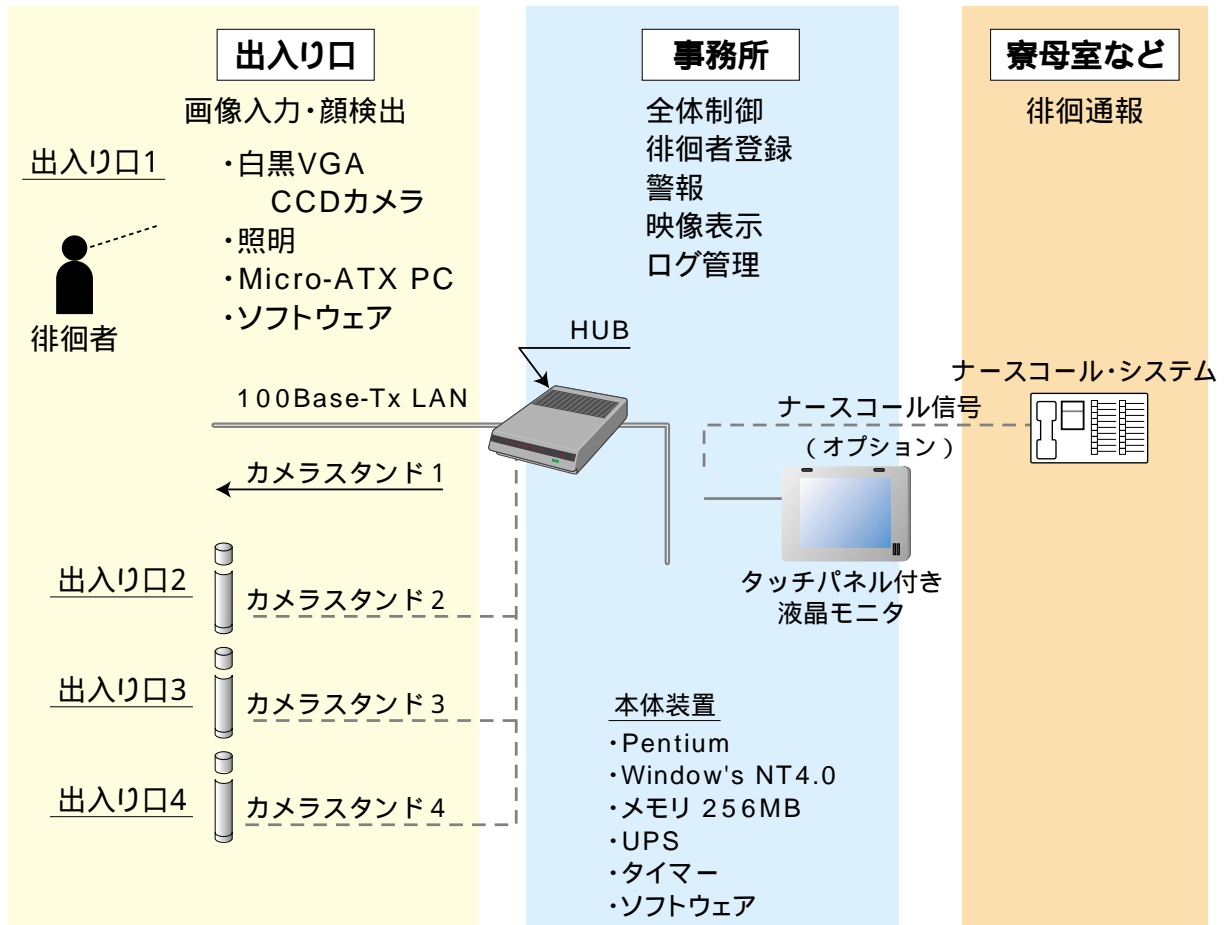 出入り口
画像入力・顔検出
出入り口1
・白黒VGA
CCDカメラ
・照明
・Micro-ATX PC
・ソフトウェア
徘徊者
100Base-Tx LAN
カメラスタンド1
出入り口2
カメラスタンド2
出入り口3
カメラスタンド3
出入り口4
カメラスタンド4
事務所
全体制御
徘徊者登録
警報
映像表示
ログ管理
HUB
ナースコール信号
(オプション)
タッチパネル付き
液晶モニタ
本体装置
・Pentium
・Window's NT4.0
・メモリ 256MB
・UPS
・タイマー
・ソフトウェア
寮母室など
徘徊通報
ナースコール・システム